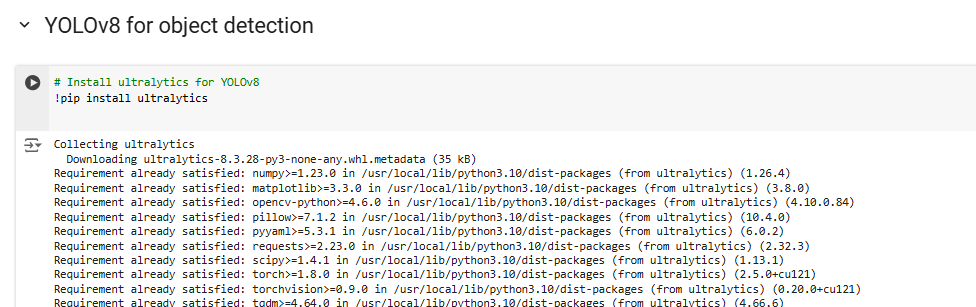 YOLOv8 for object detection
# Install ultralytics for YOLOv8
!pip install ultralytics
Collecting ultralytics
  Downloading ultralytics-8.3.28-py3-none-any.whl.metadata (35 kB)
Requirement already satisfied: numpy>=1.23.0 in /usr/local/lib/python3.10/dist-packages (from ultralytics) (1.26.4)
Requirement already satisfied: matplotlib>=3.3.0 in /usr/local/lib/python3.10/dist-packages (from ultralytics) (3.8.0)
Requirement already satisfied: opencv-python>=4.6.0 in /usr/local/lib/python3.10/dist-packages (from ultralytics) (4.10.0.84)
Requirement already satisfied: pillow>=7.1.2 in /usr/local/lib/python3.10/dist-packages (from ultralytics) (10.4.0)
Requirement already satisfied: pyyaml>=5.3.1 in /usr/local/lib/python3.10/dist-packages (from ultralytics) (6.0.2)
Requirement already satisfied: requests>=2.23.0 in /usr/local/lib/python3.10/dist-packages (from ultralytics) (2.32.3)
Requirement already satisfied: scipy>=1.4.1 in /usr/local/lib/python3.10/dist-packages (from ultralytics) (1.13.1)
Requirement already satisfied: torch>=1.8.0 in /usr/local/lib/python3.10/dist-packages (from ultralytics) (2.5.0+cu121)
Requirement already satisfied: torchvision>=0.9.0 in /usr/local/lib/python3.10/dist-packages (from ultralytics) (0.20.0+cu121)
Requirement already satisfied: tqdm>=4.64.0 in /usr/local/lib/python3.10/dist-packages (from ultralytics) (4.66.6)